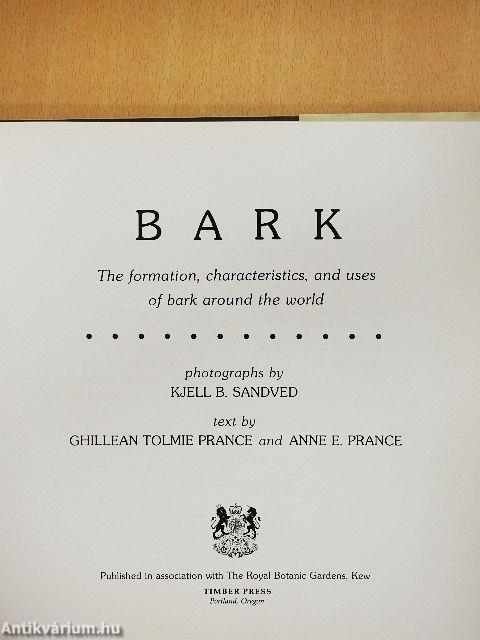 BARK
The formation, characteristics, and uses
of bark around the world
photographs by
KJELL B. SANDVED
text by
GHILLEAN TOLMIE PRANCE and ANNE E. PRANCE
Published in association with The Royal Botanic Gardens, Kew
TIMBER PRESS
Portland, Oregon
Antikvárium.hu